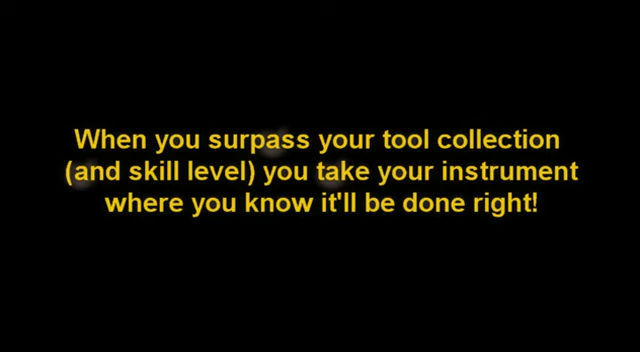 When you surpass your tool collection
(and skill level) you take your instrument
where you know it'll be done right!